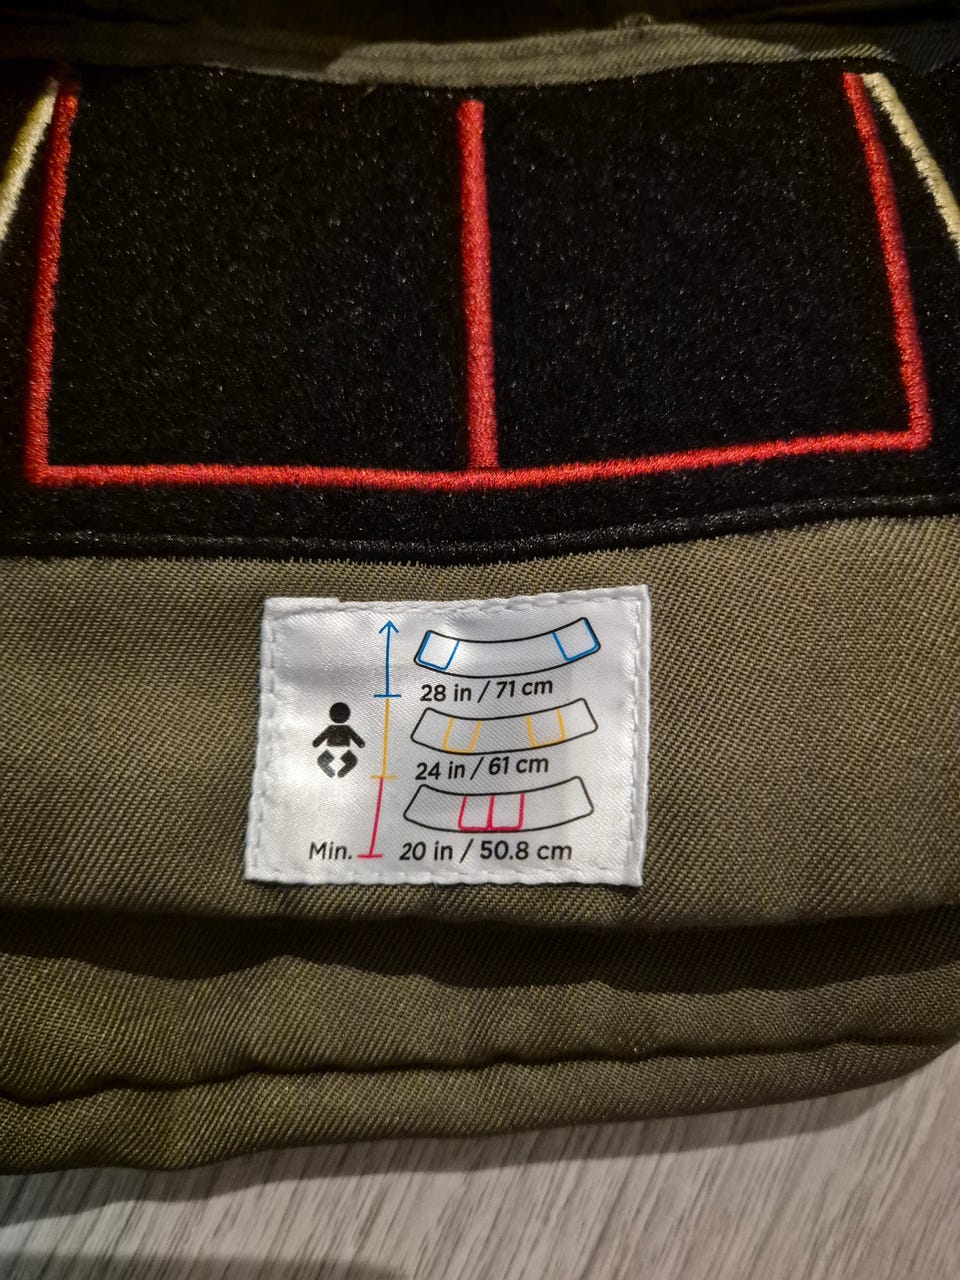 28 in / 71 cm
24 in / 61 cm
Min. 20 in / 50.8 cm